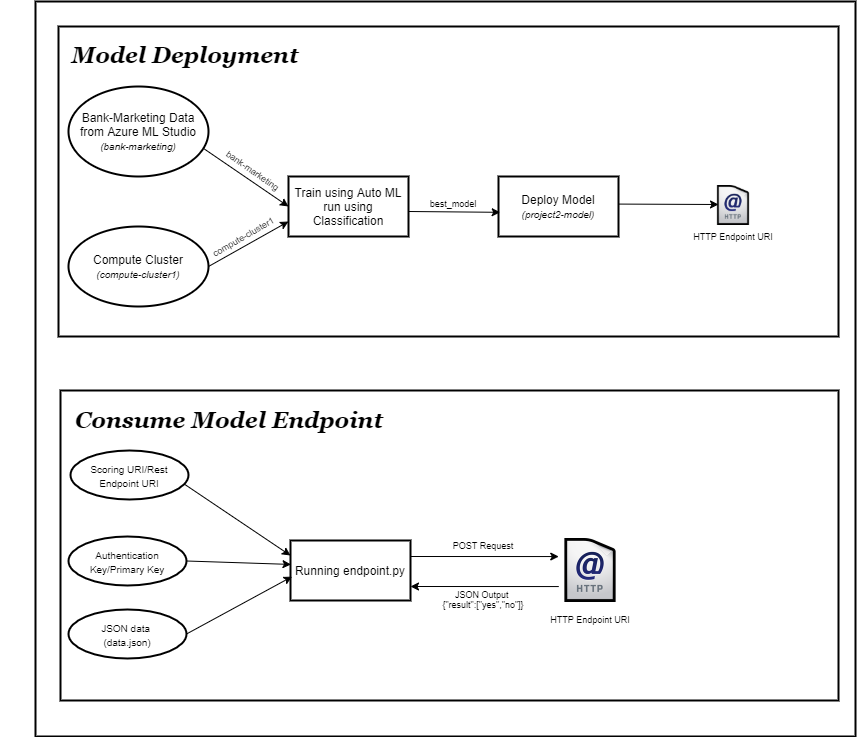 Model Deployment
Bank-Marketing Data
from Azure ML Studio
(bank-marketing)
bank-marketing
Train using Auto ML
run using
Classification
best_model
Deploy Model
(project2-model)
@
HTTP
HTTP Endpoint URI
compute-cluster1
Compute Cluster
(compute-cluster1)
Consume Model Endpoint
Scoring URI/Rest
Endpoint URI
Authentication
Key/Primary Key
JSON data
(data.json)
Running endpoint.py
POST Request
JSON Output
{"result":["yes","no"]}
@
HTTP
HTTP Endpoint URI